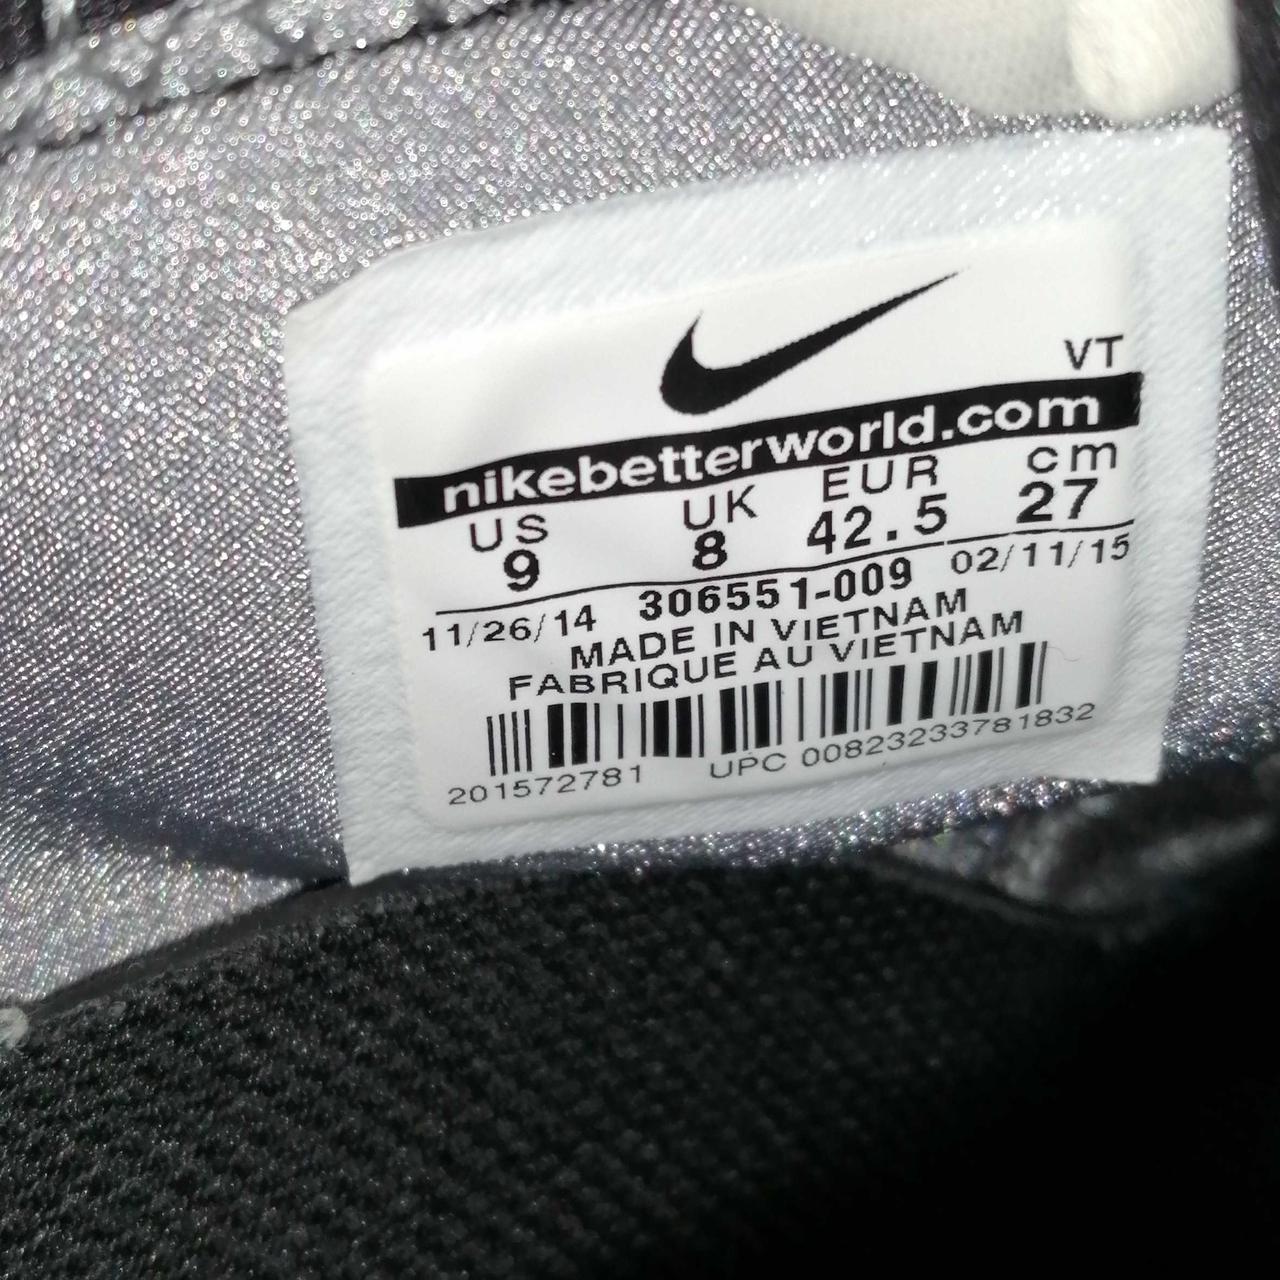 VT
nikebetterworld.com
US UK EUR cm
9 8 42.5 27
11/26/14 306551-009 02/11/15
MADE IN VIETNAM
FABRIQUE AU VIETNAM
201572781 UPC 00823233781832